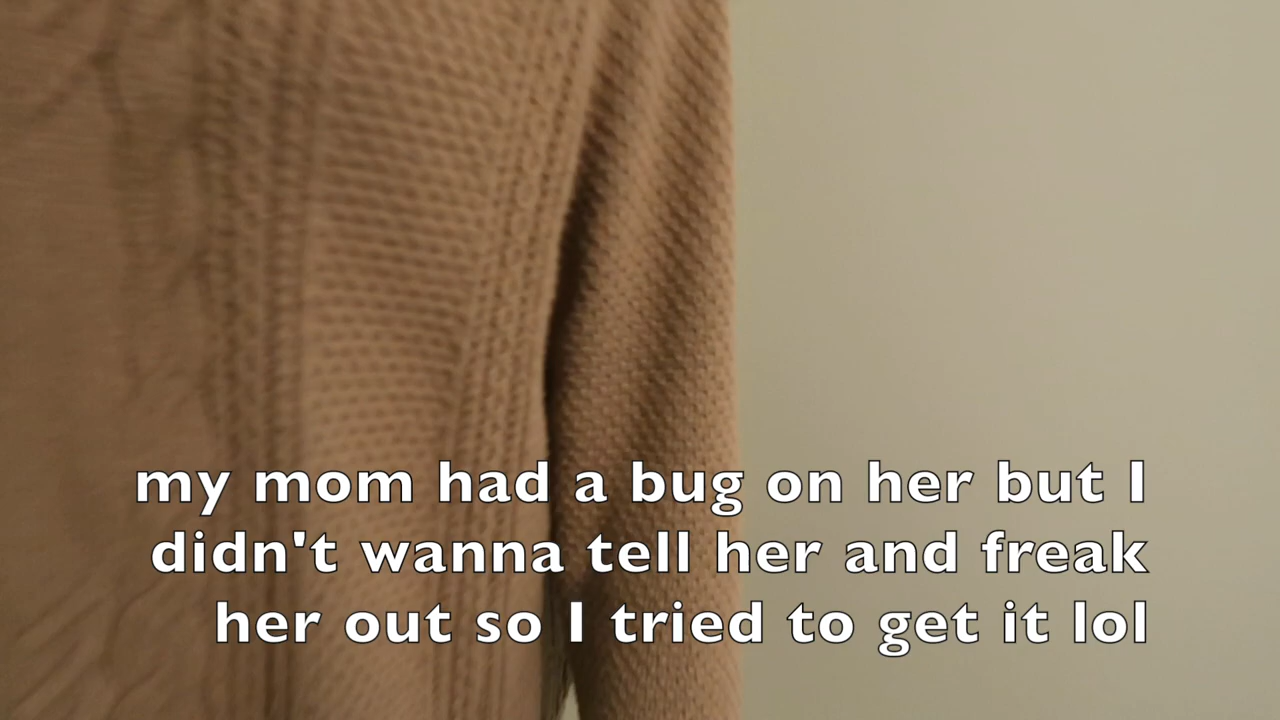 my mom had a bug on her but I
didn't wanna tell her and freak
her out so I tried to get it lol